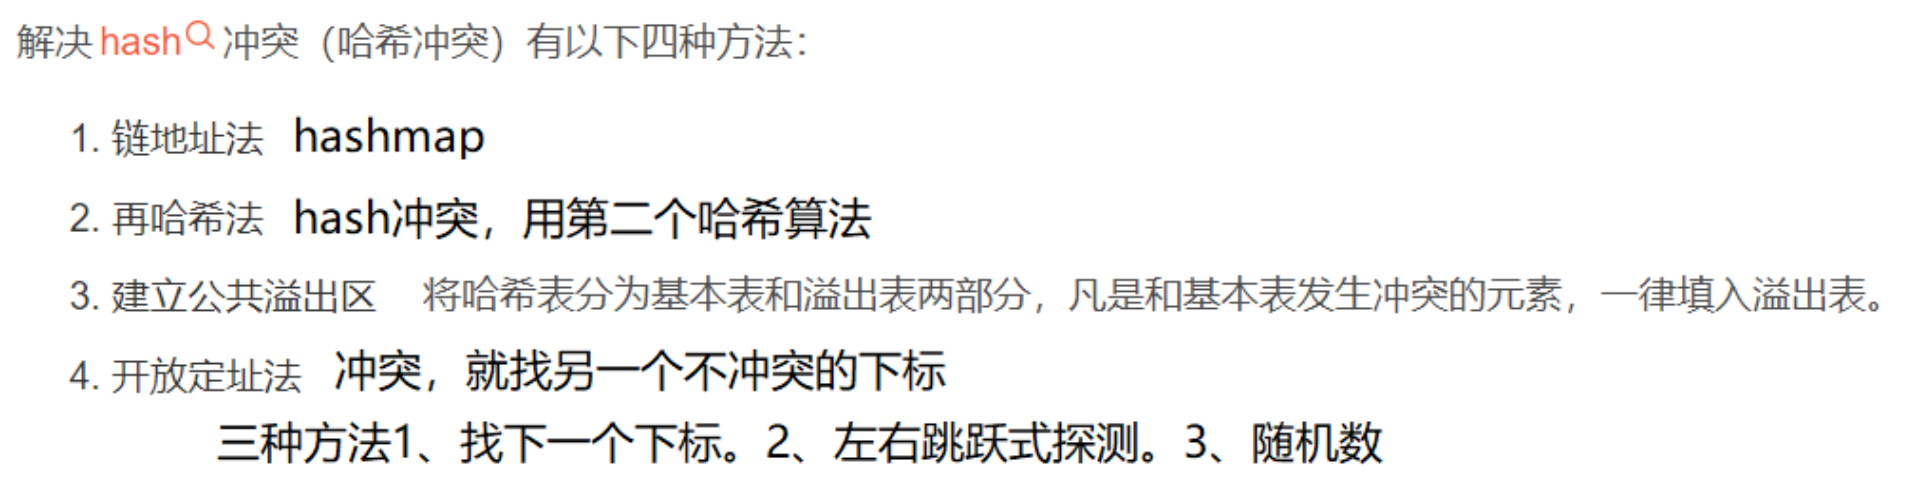 解决hash冲突（哈希冲突）有以下四种方法：
1. 链地址法 hashmap
2. 再哈希法 hash冲突，用第二个哈希算法
3. 建立公共溢出区 将哈希表分为基本表和溢出表两部分，凡是和基本表发生冲突的元素，一律填入溢出表。
4. 开放定址法 冲突，就找另一个不冲突的下标
三种方法1、找下一个下标。2、左右跳跃式探测。3、随机数